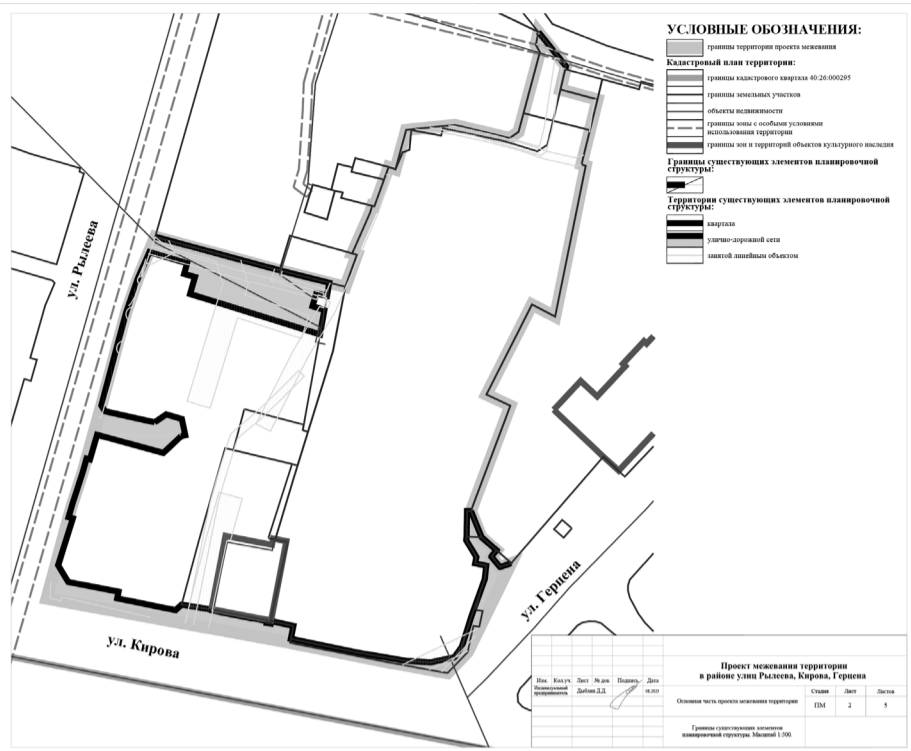 УСЛОВНЫЕ ОБОЗНАЧЕНИЯ:
границы территории проекта межевания
Кадастровый план территории:
границы кадастрового квартала 40:26:000295
границы земельных участков
объекты недвижимости
границы зоны с особыми условиями
использования территории
границы зон и территорий объектов культурного наследия
Границы существующих элементов планировочной
структуры:
Территории существующих элементов планировочной
структуры:
квартала
улично-дорожной сети
занятой линейным объектом
ул. Рылеева
ул. Кирова
ул. Герцена
Изм. Кол.уч. Лист № док Подпись Дата
Индивидуальный
предприниматель
Дыбкин Д.Д.
Проект межевания территории
в районе улиц Рылеева, Кирова, Герцена
Основная часть проекта межевания территории
Стадия Лист Листов
ПМ 2 5
Границы существующих элементов
планировочной структуры. Масштаб 1:500.